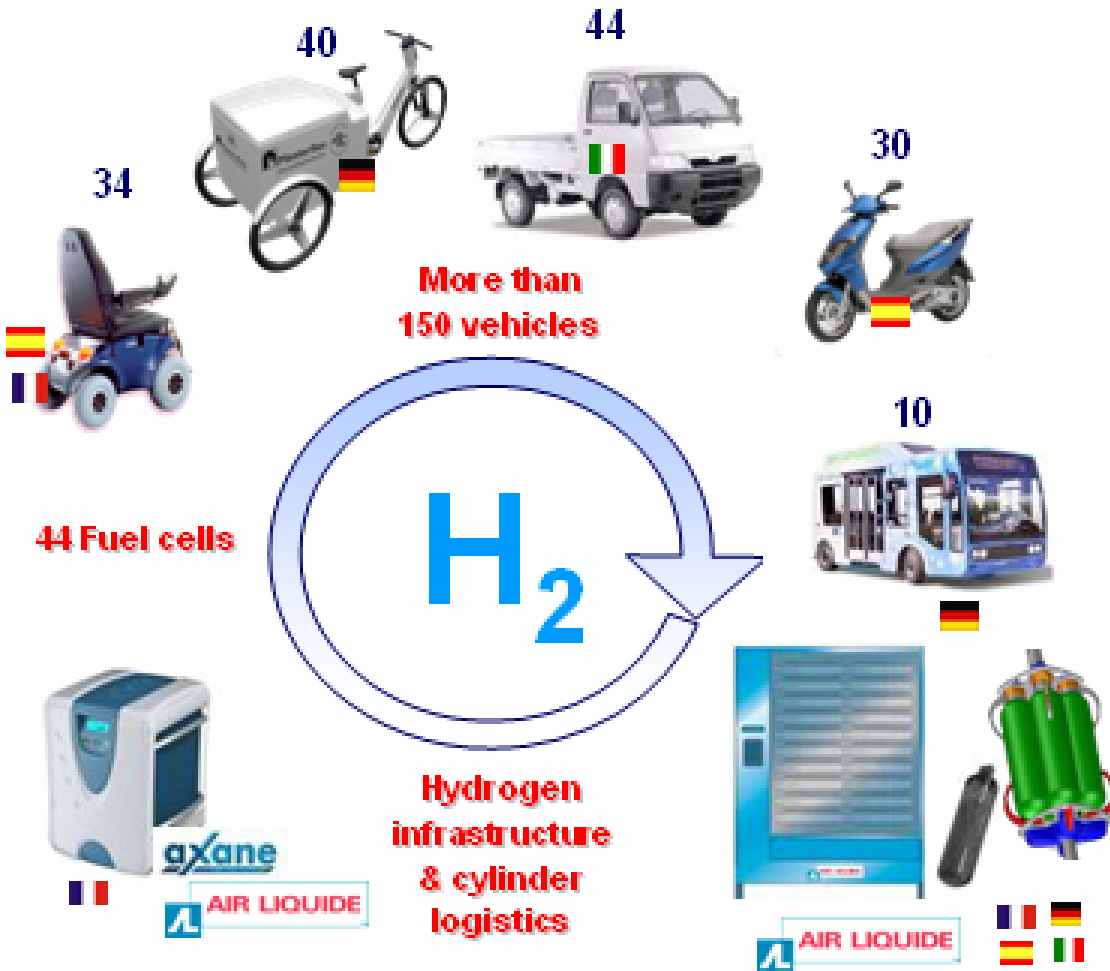 40
44
34
30
More than
150 vehicles
10
44 Fuel cells
H2
Hydrogen
infrastructure
& cylinder
logistics
axane
AIR LIQUIDE
AIR LIQUIDE